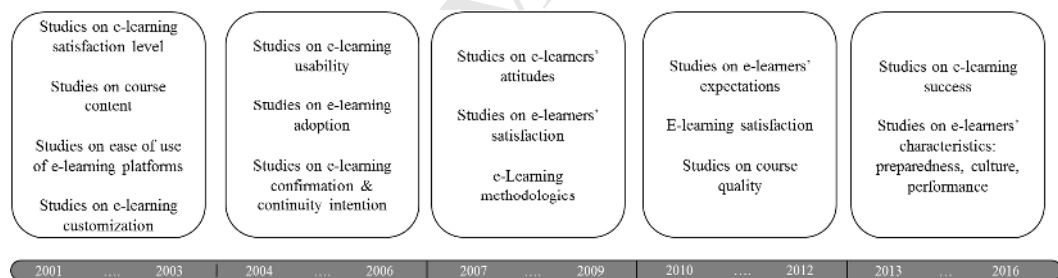 Studies on e-learning
satisfaction level
Studies on course
content
Studies on ease of use
of e-learning platforms
Studies on e-learning
customization
Studies on e-learning
usability
Studies on e-learning
adoption
Studies on e-learning
confirmation &
continuity intention
Studies on e-learners’
attitudes
Studies on e-learners’
satisfaction
e-Learning
methodologies
Studies on e-learners’
expectations
E-learning satisfaction
Studies on course
quality
Studies on e-learning
success
Studies on e-learners’
characteristics:
preparedness, culture,
performance
2001 .... 2003 2004 ... 2006 2007 ... 2009 2010 ... 2012 2013 ... 2016